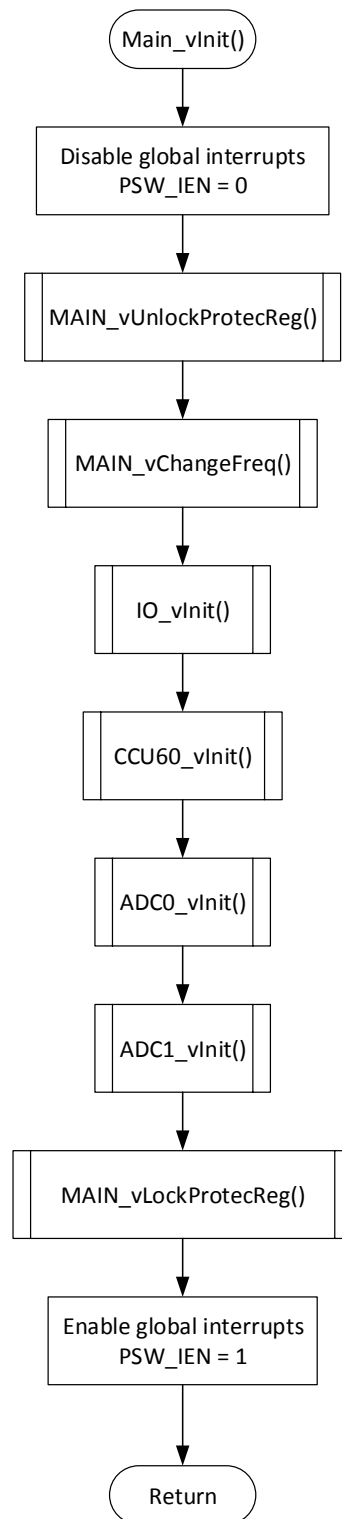 Main_vInit()
Disable global interrupts
PSW_IEN = 0
MAIN_vUnlockProtecReg()
MAIN_vChangeFreq()
IO_vInit()
CCU60_vInit()
ADC0_vInit()
ADC1_vInit()
MAIN_vLockProtecReg()
Enable global interrupts
PSW_IEN = 1
Return